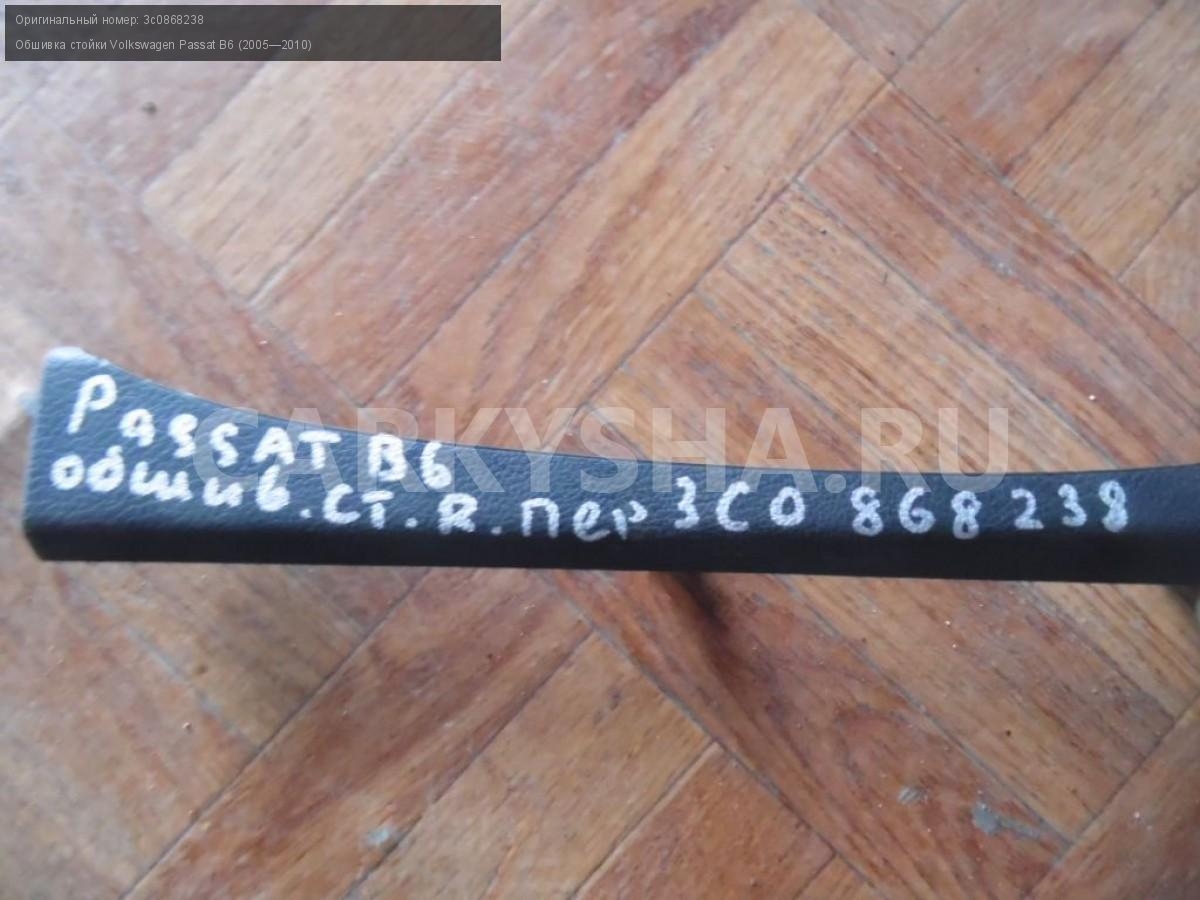 Оригинальный номер: 3c0868238
Обшивка стойки Volkswagen Passat B6 (2005—2010)
CARKYSHA.RU
PASSAT B6
обшив. СТ. R. пер 3C0 868 238